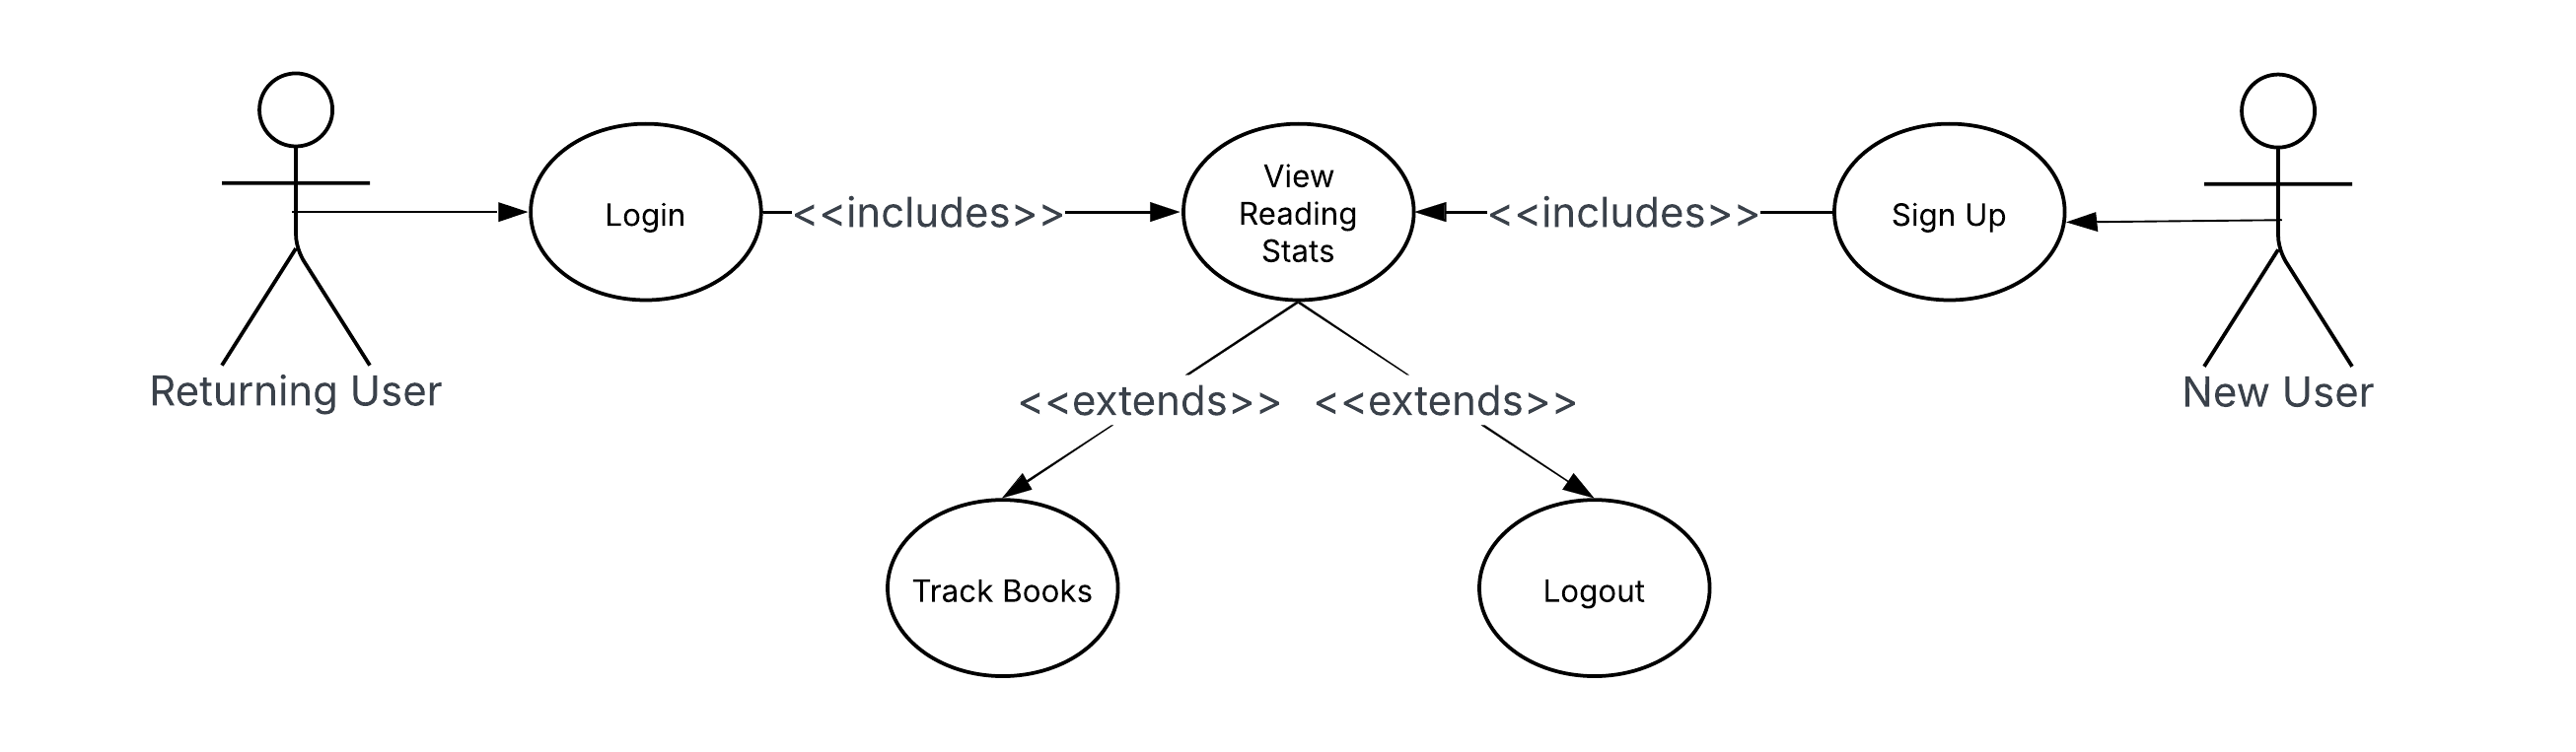 Login
<<includes>>
View
Reading
Stats
<<includes>>
Sign Up
Returning User
New User
<<extends>>
<<extends>>
Track Books
Logout